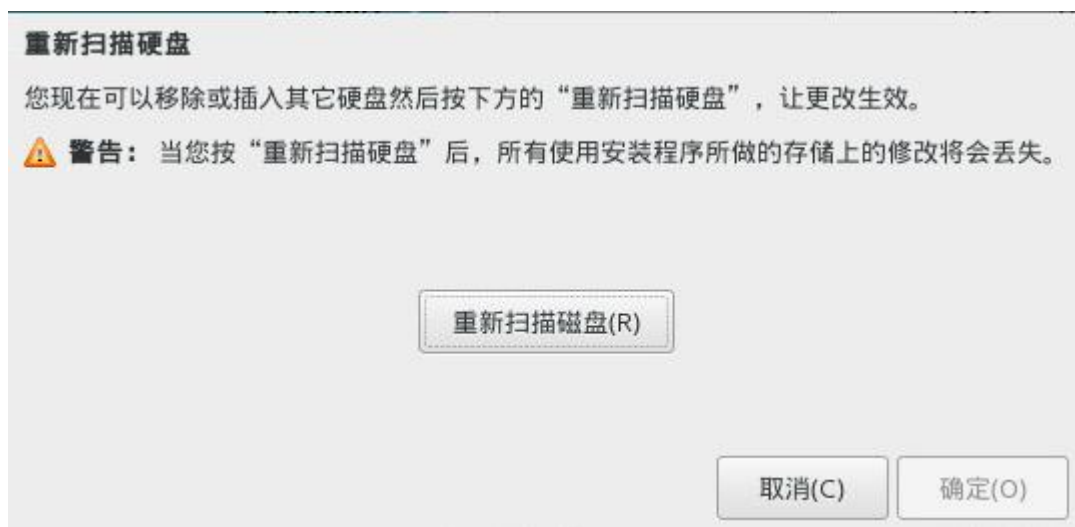 重新扫描硬盘
您现在可以移除或插入其它硬盘然后按下方的“重新扫描硬盘”，让更改生效。
警告： 当您按“重新扫描硬盘”后，所有使用安装程序所做的存储上的修改将会丢失。
重新扫描磁盘(R)
取消(C)
确定(O)